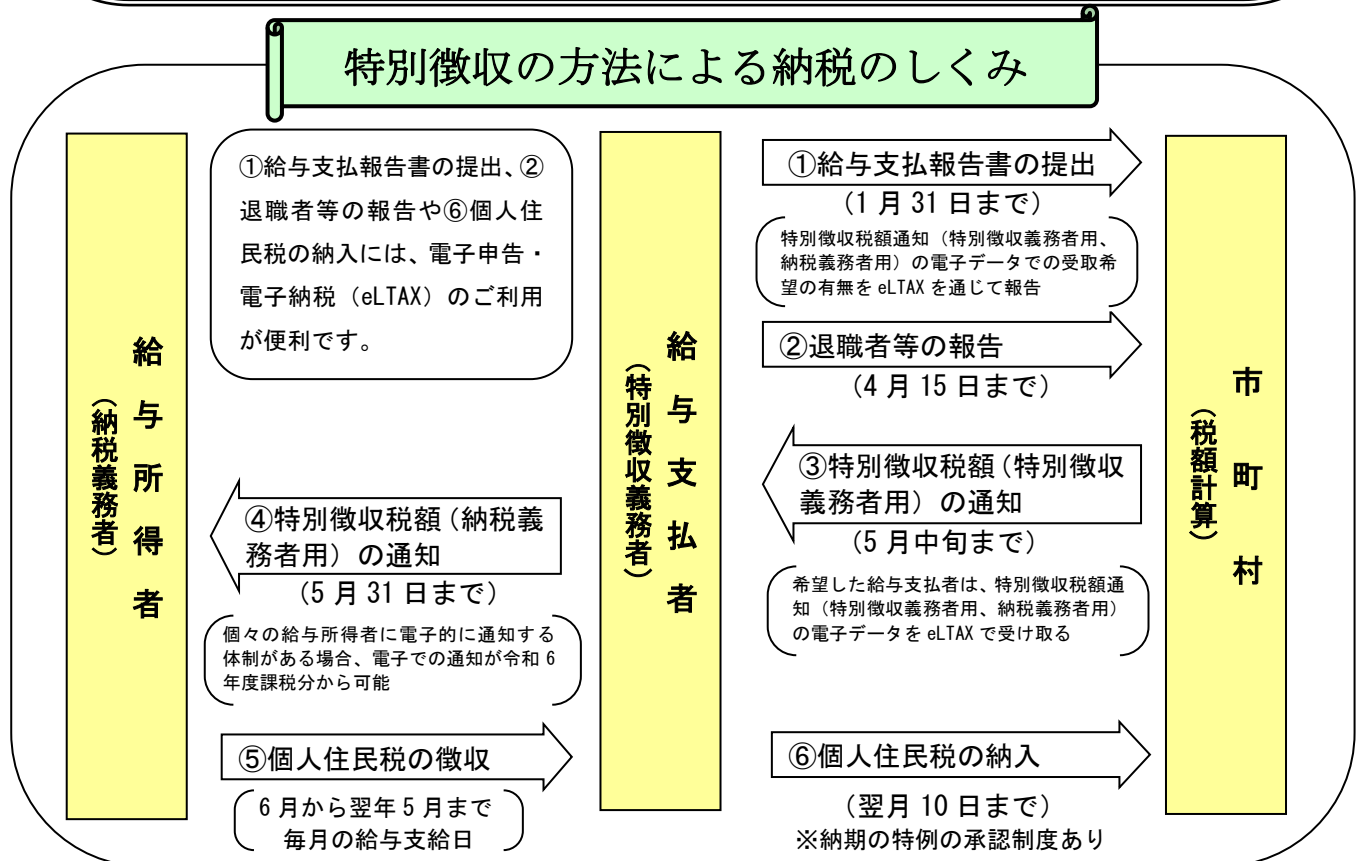 特別徴収の方法による納税のしくみ
給与所得者
(納税義務者)
①給与支払報告書の提出、②
退職者等の報告や⑥個人住
民税の納入には、電子申告・
電子納税（eLTAX）のご利用
が便利です。
給与支払者
(特別徴収義務者)
①給与支払報告書の提出
（1月31日まで）
特別徴収税額通知（特別徴収義務者用、
納税義務者用）の電子データでの受取希
望の有無を eLTAX を通じて報告
②退職者等の報告
（4月15日まで）
③特別徴収税額（特別徴収
義務者用）の通知
（5月中旬まで）
希望した給与支払者は、特別徴収税額通
知（特別徴収義務者用、納税義務者用）
の電子データを eLTAX で受け取る
④特別徴収税額（納税義
務者用）の通知
（5月31日まで）
個々の給与所得者に電子的に通知する
体制がある場合、電子での通知が令和6
年度課税分から可能
⑤個人住民税の徴収
6月から翌年5月まで
毎月の給与支給日
⑥個人住民税の納入
（翌月10日まで）
※納期の特例の承認制度あり
市町村
(税額計算)